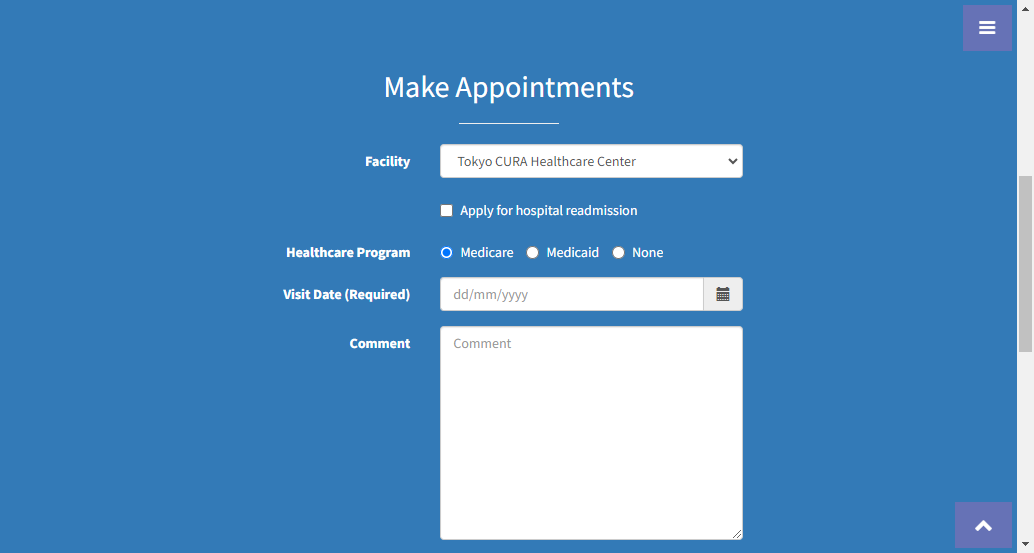 Make Appointments
Facility
Tokyo CURA Healthcare Center
Apply for hospital readmission
Healthcare Program Medicare Medicaid None
Visit Date (Required) dd/mm/yyyy
Comment Comment